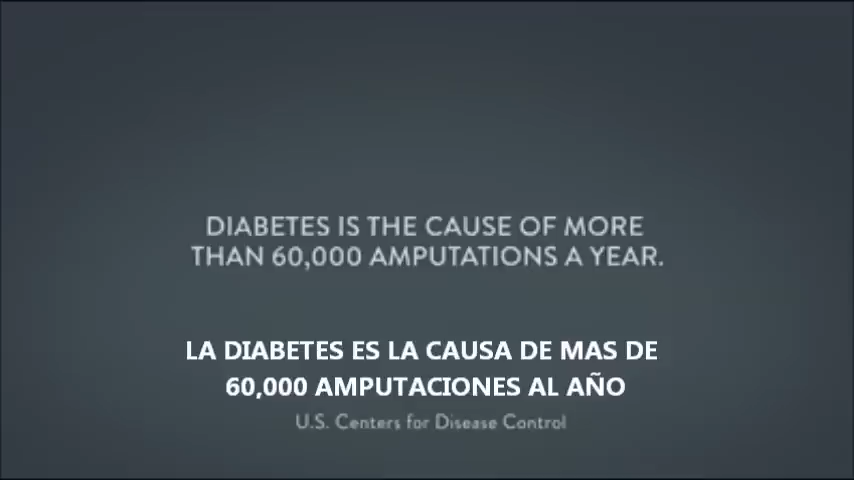 DIABETES IS THE CAUSE OF MORE
THAN 60,000 AMPUTATIONS A YEAR.
LA DIABETES ES LA CAUSA DE MAS DE
60,000 AMPUTACIONES AL AÑO
U.S. Centers for Disease Control